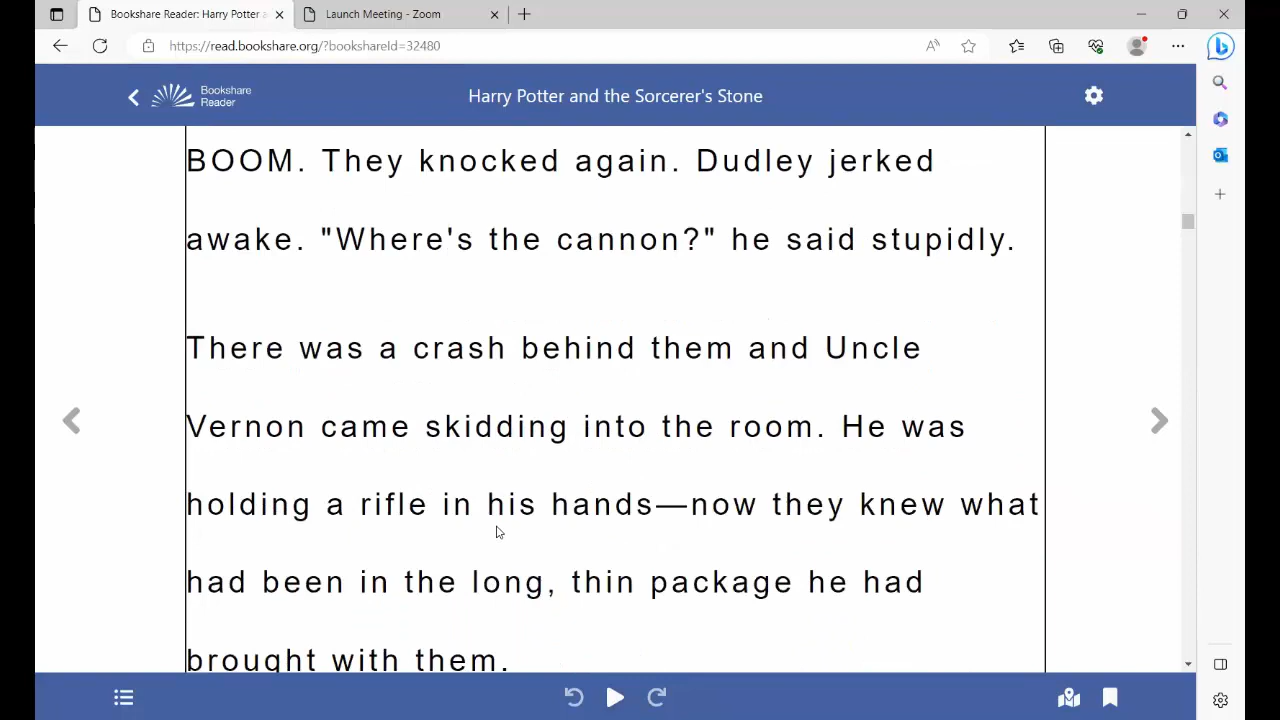 Bookshare Reader: Harry Potter a
Launch Meeting - Zoom
https://read.bookshare.org/?bookshareId=32480
Bookshare
Reader
Harry Potter and the Sorcerer's Stone
BOOM. They knocked again. Dudley jerked
awake. "Where's the cannon?" he said stupidly.
There was a crash behind them and Uncle
Vernon came skidding into the room. He was
holding a rifle in his hands—now they knew what
had been in the long, thin package he had
brought with them.